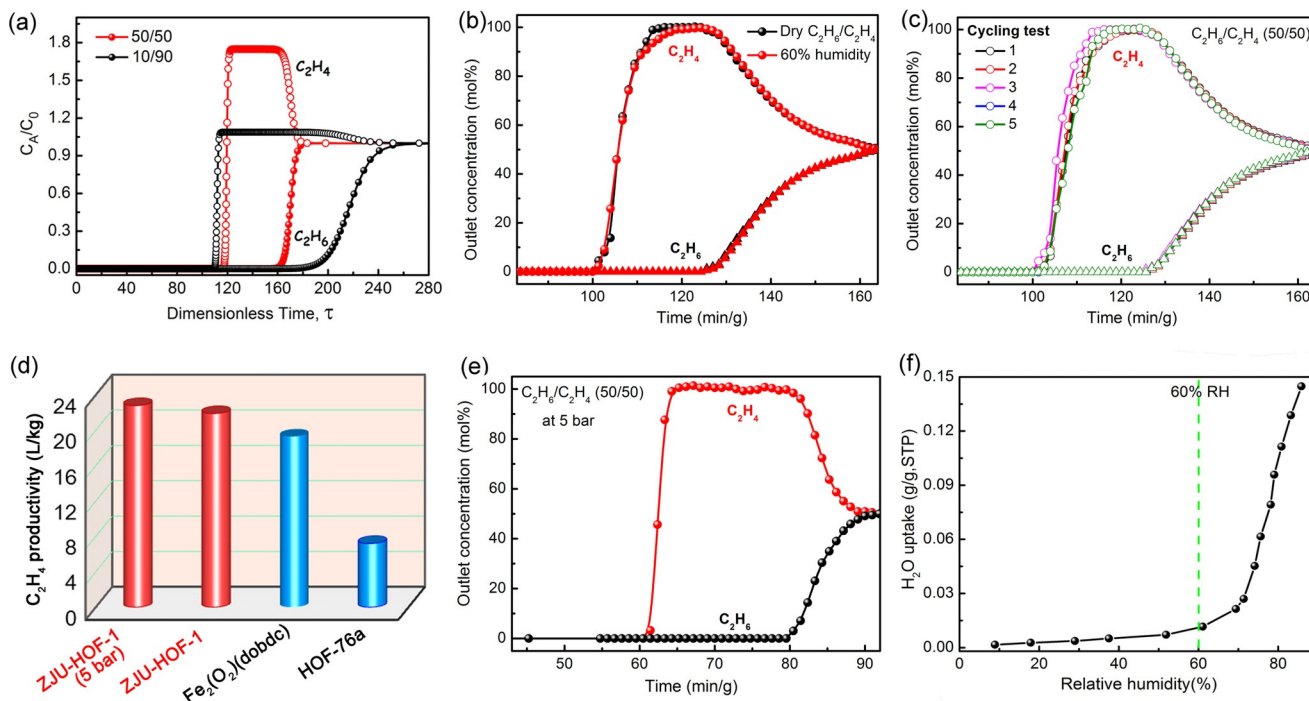 (a)
50/50
10/90
C₂H₄
C₂H₆
C_A/C₀
1.8
1.5
1.2
0.9
0.6
0.3
0.0
0 40 80 120 160 200 240 280
Dimensionless Time, τ
(b)
Dry C₂H₆/C₂H₄
60% humidity
C₂H₄
C₂H₆
Outlet concentration (mol%)
100
80
60
40
20
0
100 120 140 160
Time (min/g)
(c)
Cycling test
1
2
3
4
5
C₂H₆/C₂H₄ (50/50)
C₂H₄
C₂H₆
Outlet concentration (mol%)
100
80
60
40
20
0
100 120 140 160
Time (min/g)
(d)
C₂H₄ productivity (L/kg)
24
20
16
12
8
4
0
ZJU-HOF-1
(5 bar)
ZJU-HOF-1
Fe₂(O₂)(dobdc)
HOF-76a
(e)
C₂H₆/C₂H₄ (50/50)
at 5 bar
C₂H₄
C₂H₆
Outlet concentration (mol%)
100
80
60
40
20
0
50 60 70 80 90
Time (min/g)
(f)
60% RH
H₂O uptake (g/g,STP)
0.15
0.12
0.09
0.06
0.03
0.00
0 20 40 60 80
Relative humidity(%)